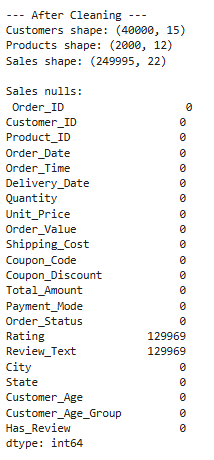 --- After Cleaning ---
Customers shape: (40000, 15)
Products shape: (2000, 12)
Sales shape: (249995, 22)

Sales nulls:
 Order_ID 0
Customer_ID 0
Product_ID 0
Order_Date 0
Order_Time 0
Delivery_Date 0
Quantity 0
Unit_Price 0
Order_Value 0
Shipping_Cost 0
Coupon_Code 0
Coupon_Discount 0
Total_Amount 0
Payment_Mode 0
Order_Status 0
Rating 129969
Review_Text 129969
City 0
State 0
Customer_Age 0
Customer_Age_Group 0
Has_Review 0
dtype: int64